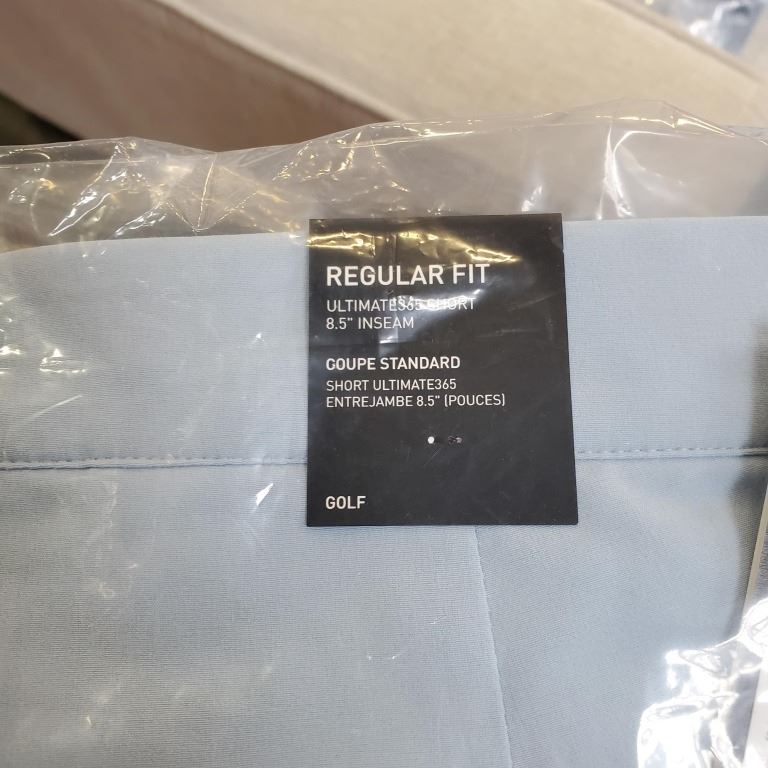 REGULAR FIT
ULTIMATE365 SHORT
8.5" INSEAM
COUPE STANDARD
SHORT ULTIMATE365
ENTREJAMBE 8.5" (POUCES)
GOLF